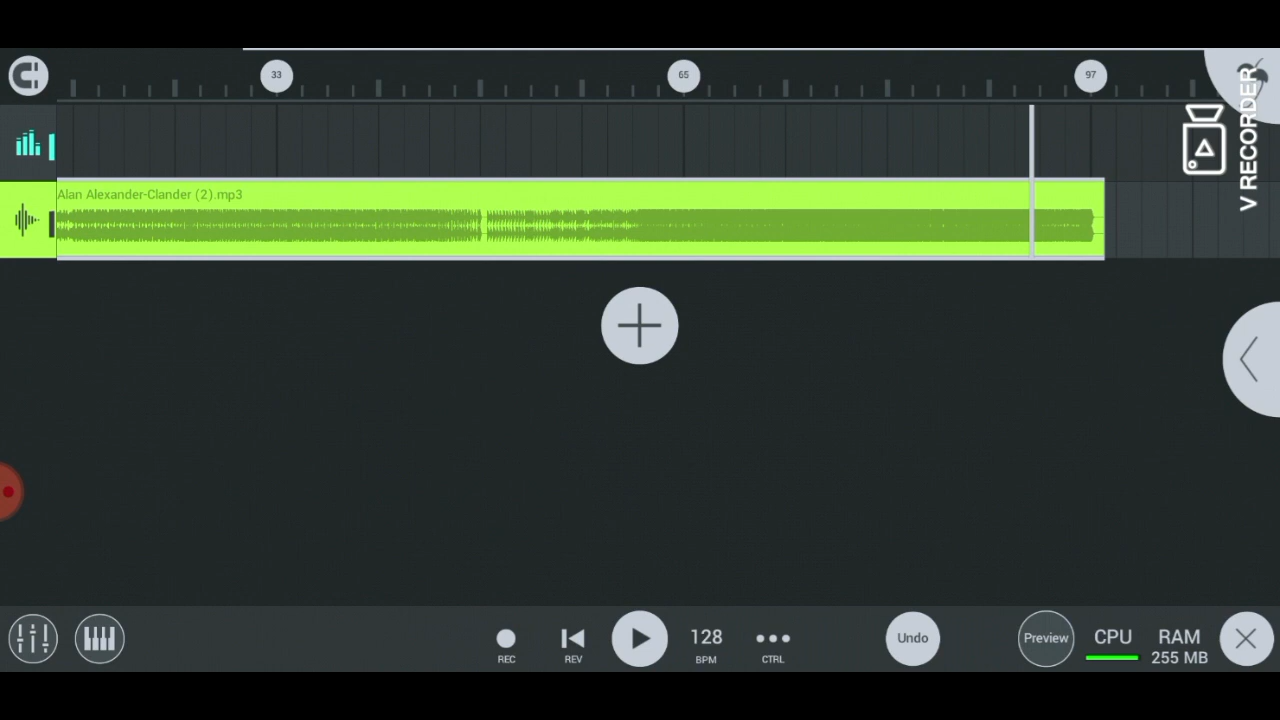 33
65
97
V RECORDER
Alan Alexander-Clander (2).mp3
REC
REV
128
BPM
CTRL
Undo
Preview
CPU
RAM
255 MB